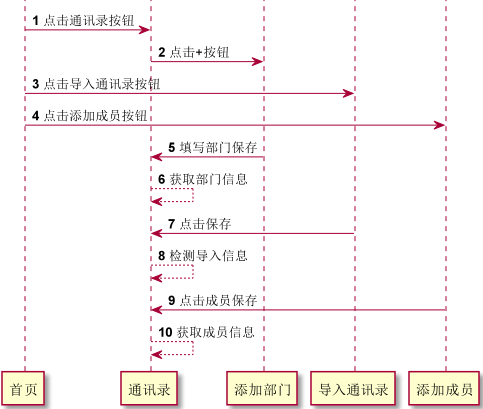 1 点击通讯录按钮
2 点击+按钮
3 点击导入通讯录按钮
4 点击添加成员按钮
5 填写部门保存
6 获取部门信息
7 点击保存
8 检测导入信息
9 点击成员保存
10 获取成员信息
首页
通讯录
添加部门
导入通讯录
添加成员